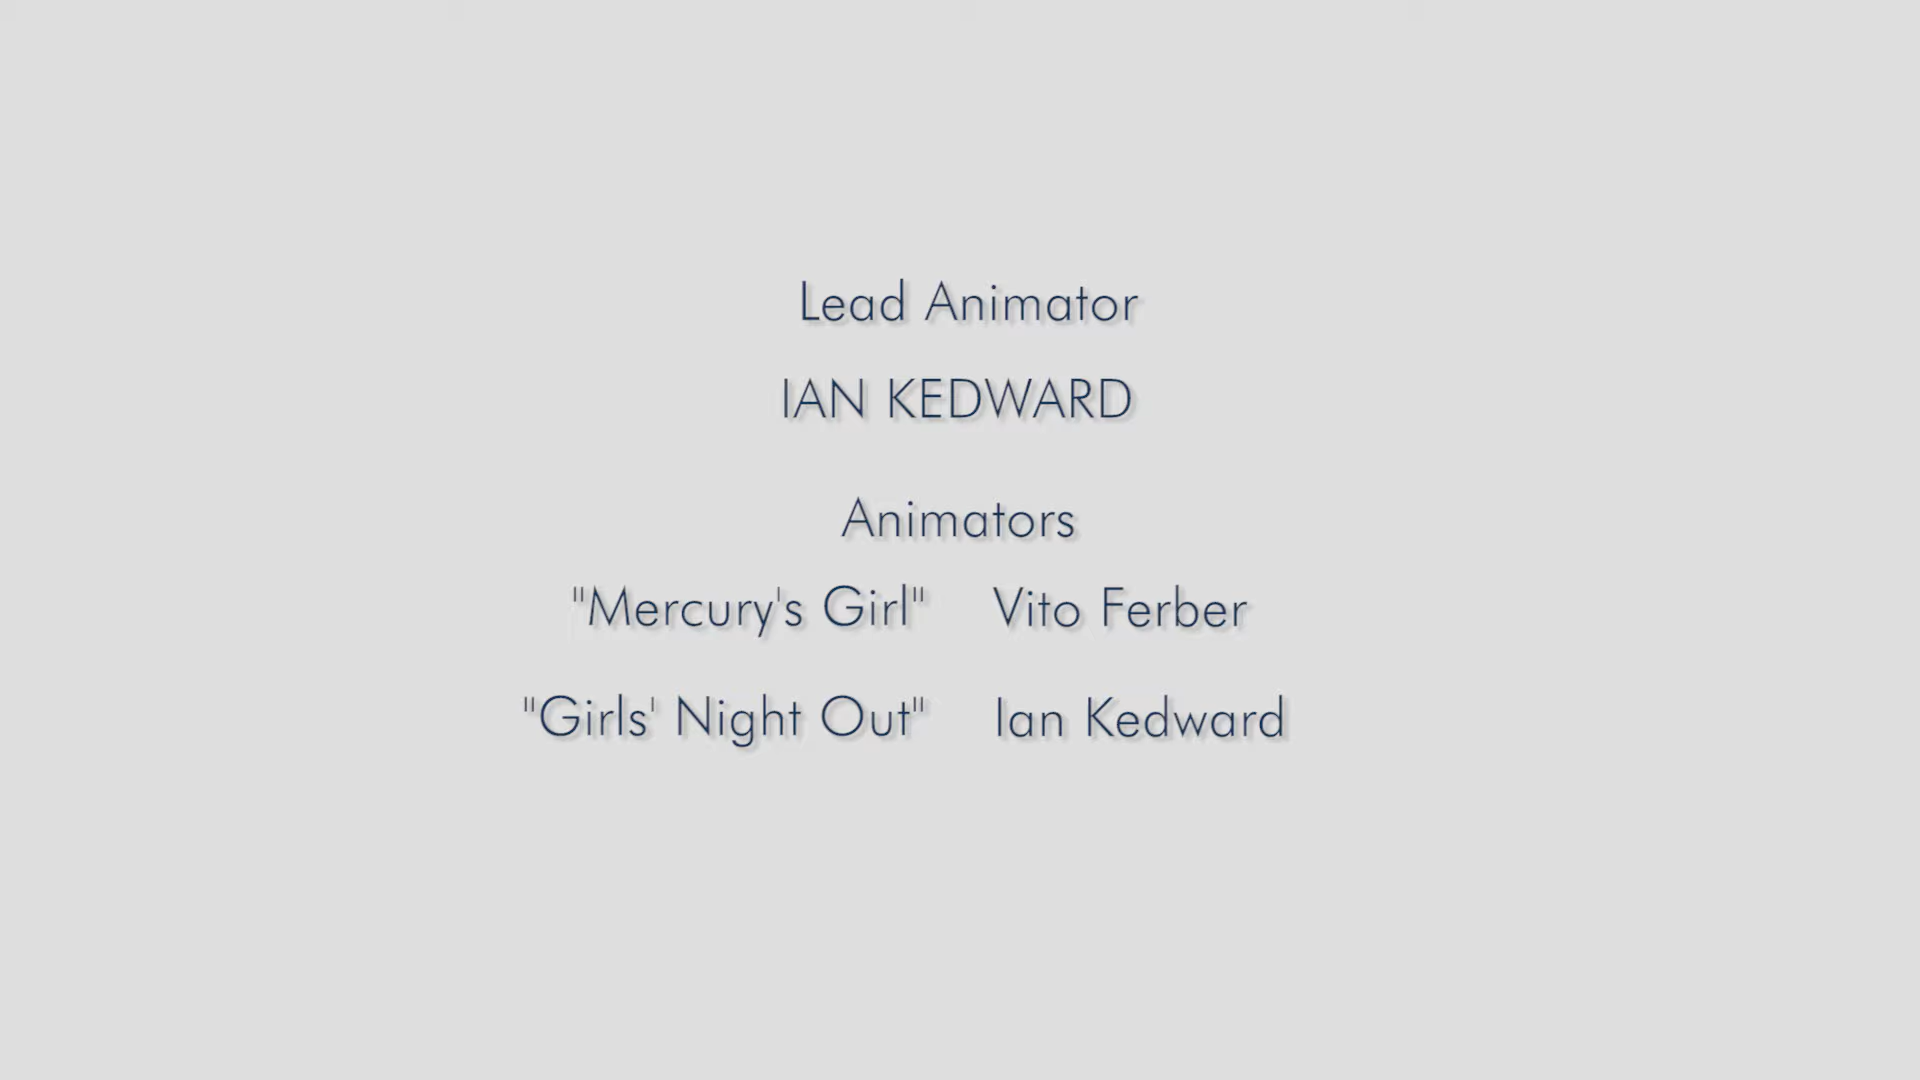 Lead Animator
IAN KEDWARD
Animators
"Mercury's Girl" Vito Ferber
"Girls' Night Out" Ian Kedward